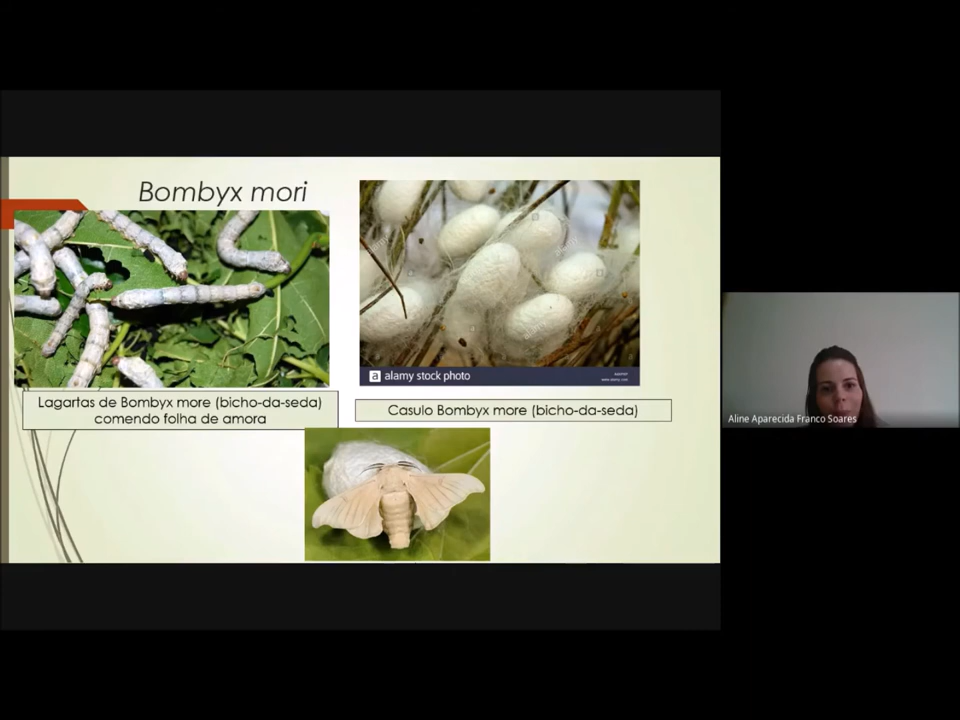 Bombyx mori
a alamy stock photo
Lagartas de Bombyx more (bicho-da-seda)
comendo folha de amora
Casulo Bombyx more (bicho-da-seda)
Aline Aparecida Franco Soares